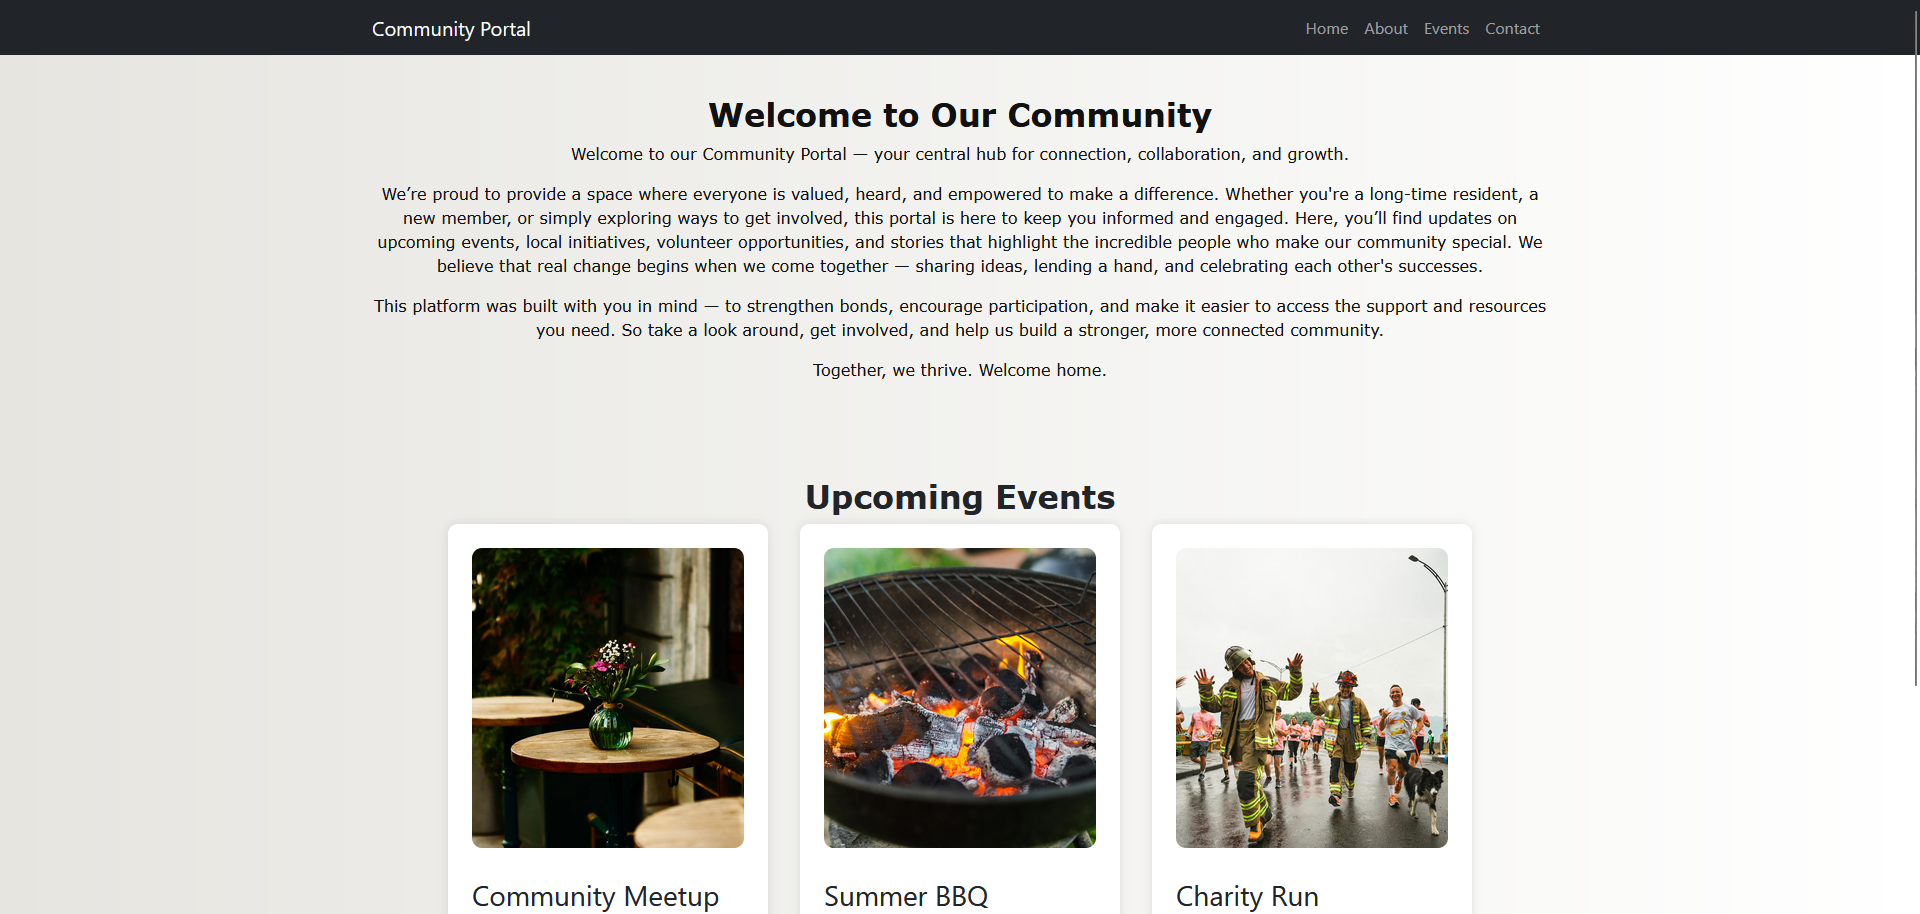 Community Portal
Home About Events Contact
Welcome to Our Community
Welcome to our Community Portal — your central hub for connection, collaboration, and growth.
We’re proud to provide a space where everyone is valued, heard, and empowered to make a difference. Whether you're a long-time resident, a
new member, or simply exploring ways to get involved, this portal is here to keep you informed and engaged. Here, you’ll find updates on
upcoming events, local initiatives, volunteer opportunities, and stories that highlight the incredible people who make our community special. We
believe that real change begins when we come together — sharing ideas, lending a hand, and celebrating each other's successes.
This platform was built with you in mind — to strengthen bonds, encourage participation, and make it easier to access the support and resources
you need. So take a look around, get involved, and help us build a stronger, more connected community.
Together, we thrive. Welcome home.
Upcoming Events
Community Meetup
Summer BBQ
Charity Run